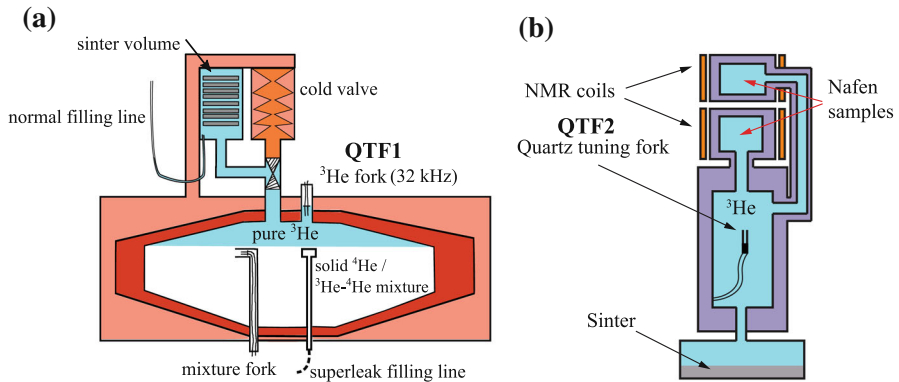 (a)
sinter volume
normal filling line
cold valve
QTF1
³He fork (32 kHz)
pure ³He
solid ⁴He /
³He-⁴He mixture
mixture fork
superleak filling line
(b)
NMR coils
Nafen
samples
QTF2
Quartz tuning fork
³He
Sinter